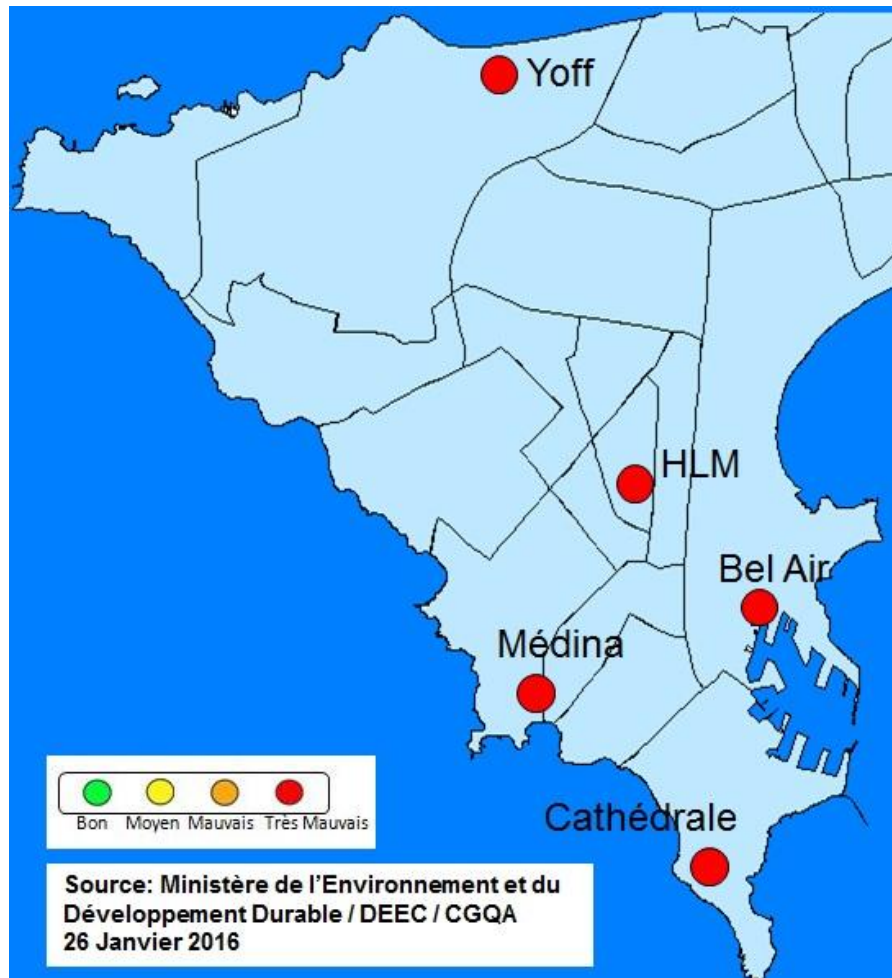 Yoff
HLM
Bel Air
Médina
Cathédrale
Bon Moyen Mauvais Très Mauvais
Source: Ministère de l'Environnement et du
Développement Durable / DEEC / CGQA
26 Janvier 2016